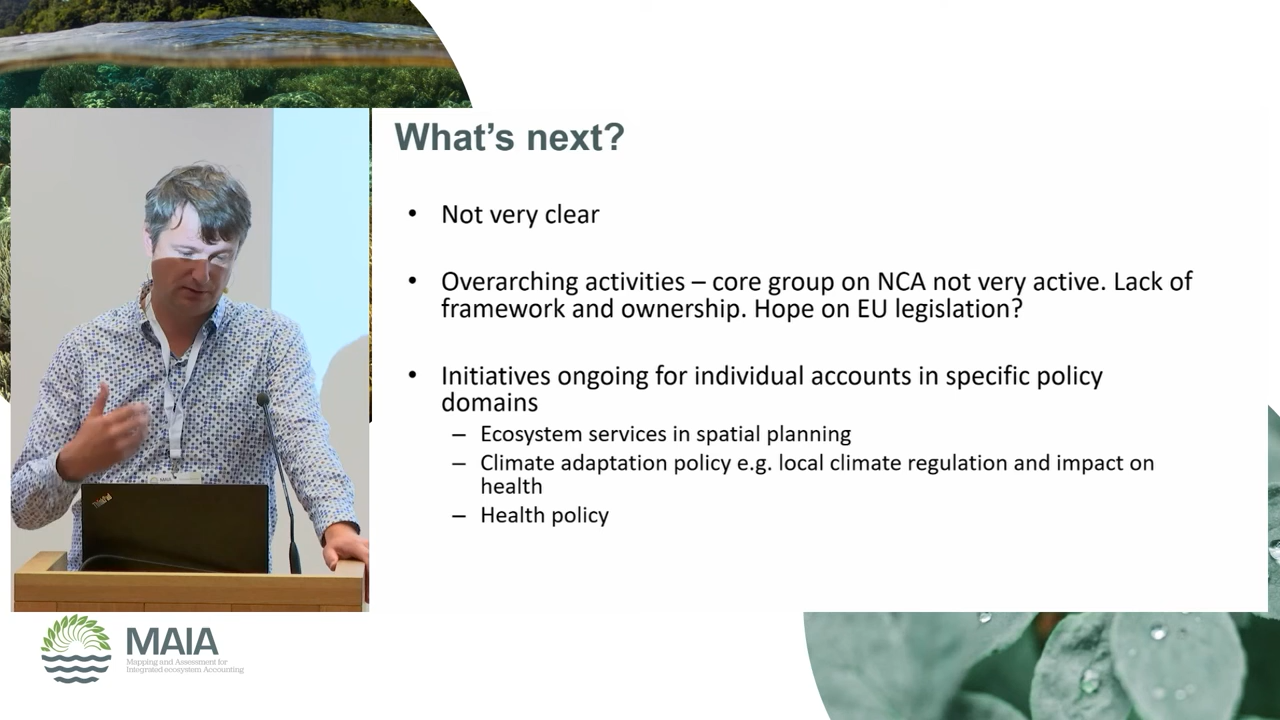 What's next?
• Not very clear
• Overarching activities – core group on NCA not very active. Lack of
framework and ownership. Hope on EU legislation?
• Initiatives ongoing for individual accounts in specific policy
domains
– Ecosystem services in spatial planning
– Climate adaptation policy e.g. local climate regulation and impact on
health
– Health policy
ThinkPad
MAIA
MAIA
Mapping and Assessment for
Integrated ecosystem Accounting